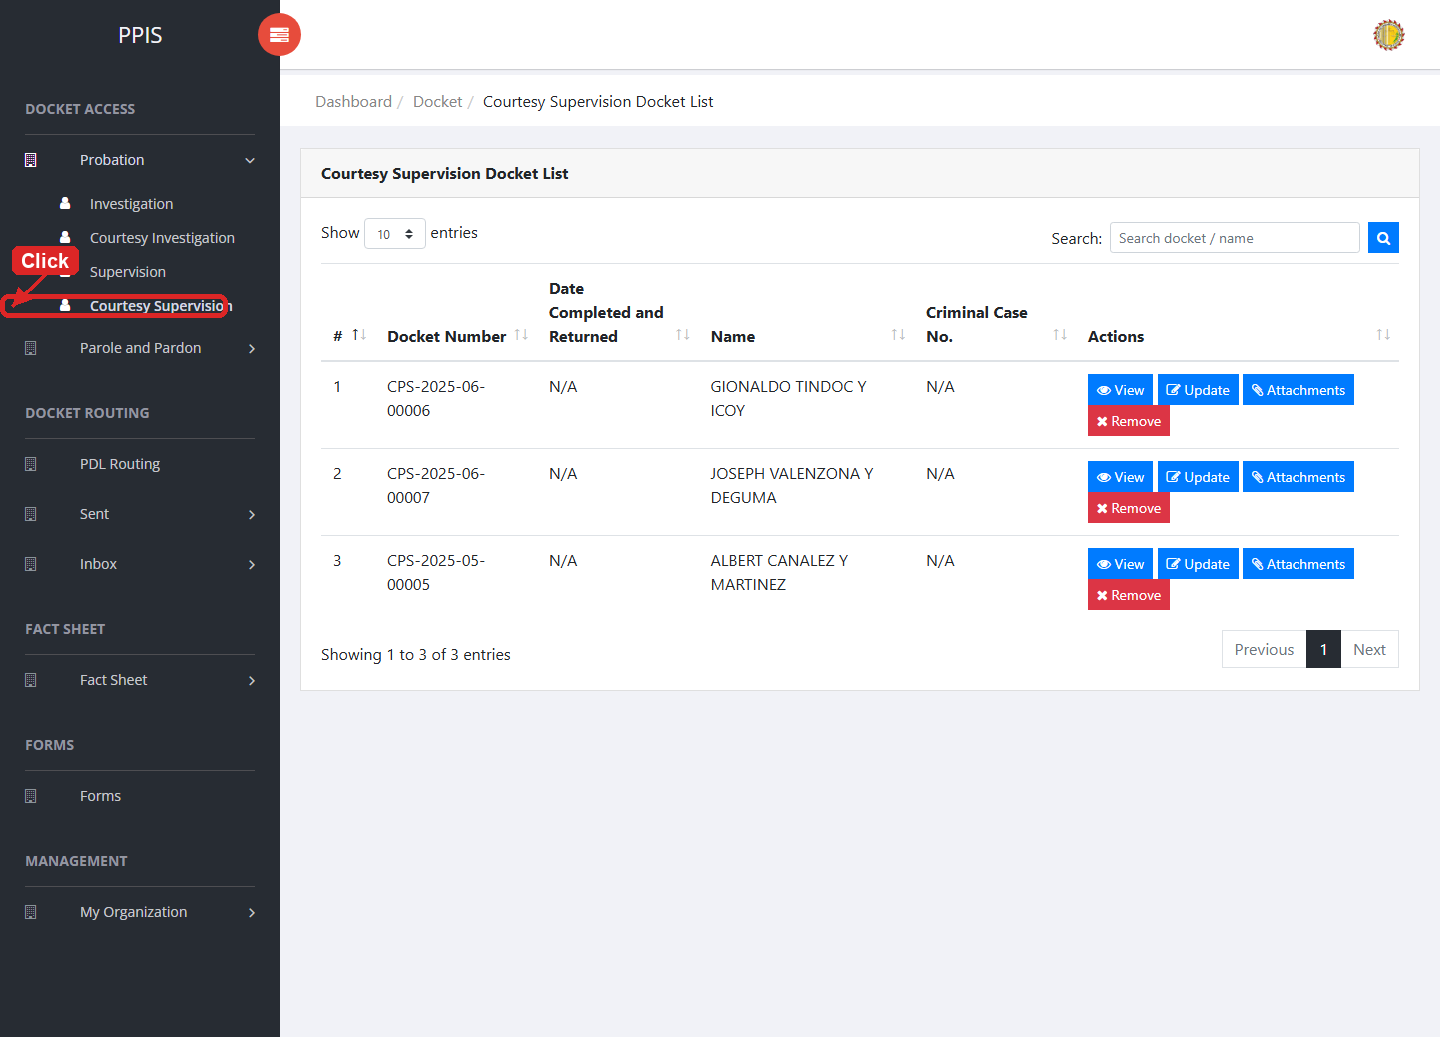 PPIS
DOCKET ACCESS
Probation
Investigation
Courtesy Investigation
Click
Supervision
Courtesy Supervision
Parole and Pardon
DOCKET ROUTING
PDL Routing
Sent
Inbox
FACT SHEET
Fact Sheet
FORMS
Forms
MANAGEMENT
My Organization
Dashboard / Docket / Courtesy Supervision Docket List
Courtesy Supervision Docket List
Show 10 entries
Search: Search docket / name
# Docket Number Date Completed and Returned Name Criminal Case No. Actions
1 CPS-2025-06-00006 N/A GIONALDO TINDOC Y ICOY N/A View Update Attachments
Remove
2 CPS-2025-06-00007 N/A JOSEPH VALENZONA Y DEGUMA N/A View Update Attachments
Remove
3 CPS-2025-05-00005 N/A ALBERT CANALEZ Y MARTINEZ N/A View Update Attachments
Remove
Showing 1 to 3 of 3 entries
Previous 1 Next